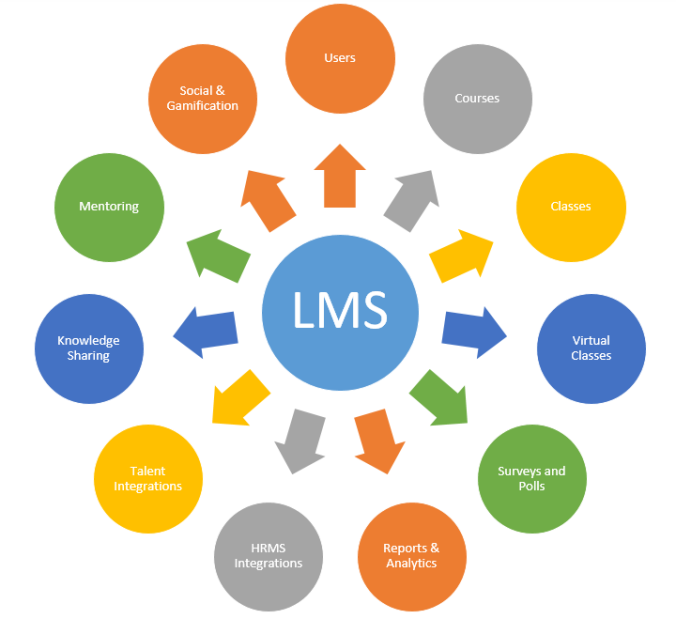 Users
Courses
Classes
Virtual
Classes
Surveys and
Polls
Reports &
Analytics
HRMS
Integrations
Talent
Integrations
Knowledge
Sharing
Mentoring
Social &
Gamification
LMS